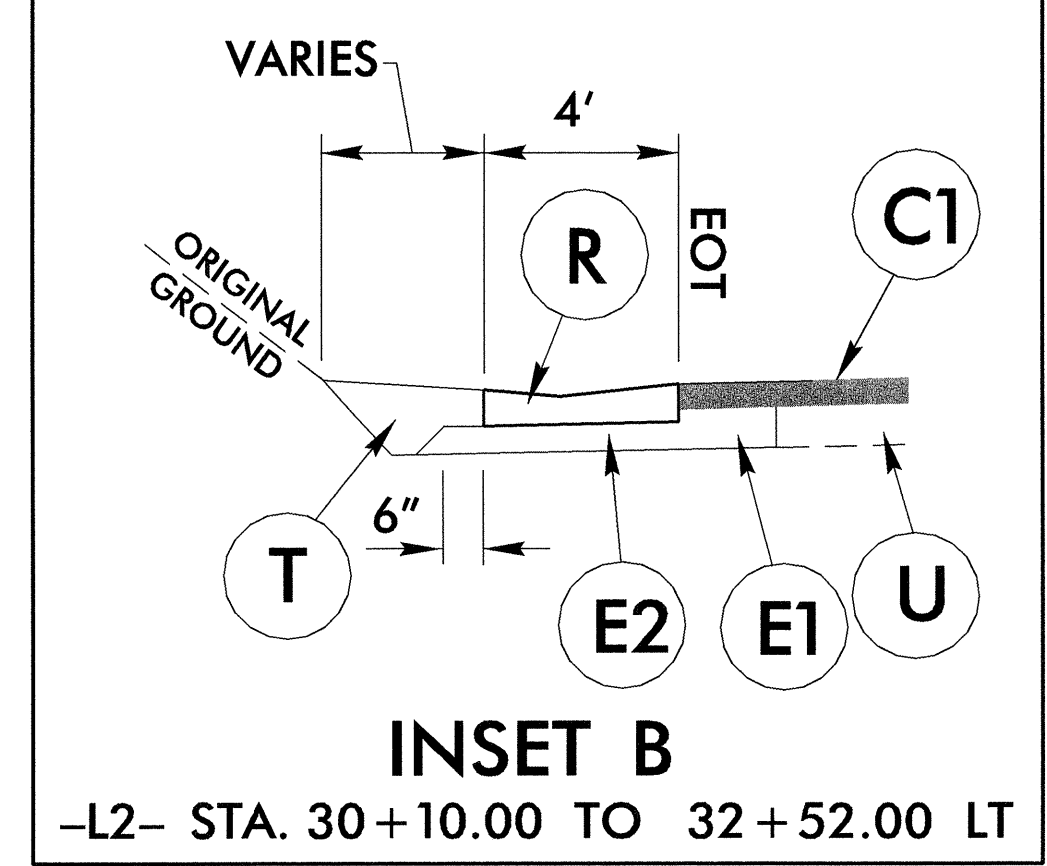 VARIES
4'
C1
R
EOT
ORIGINAL
GROUND
6"
T
E2
E1
U
INSET B
-L2- STA. 30+10.00 TO 32+52.00 LT